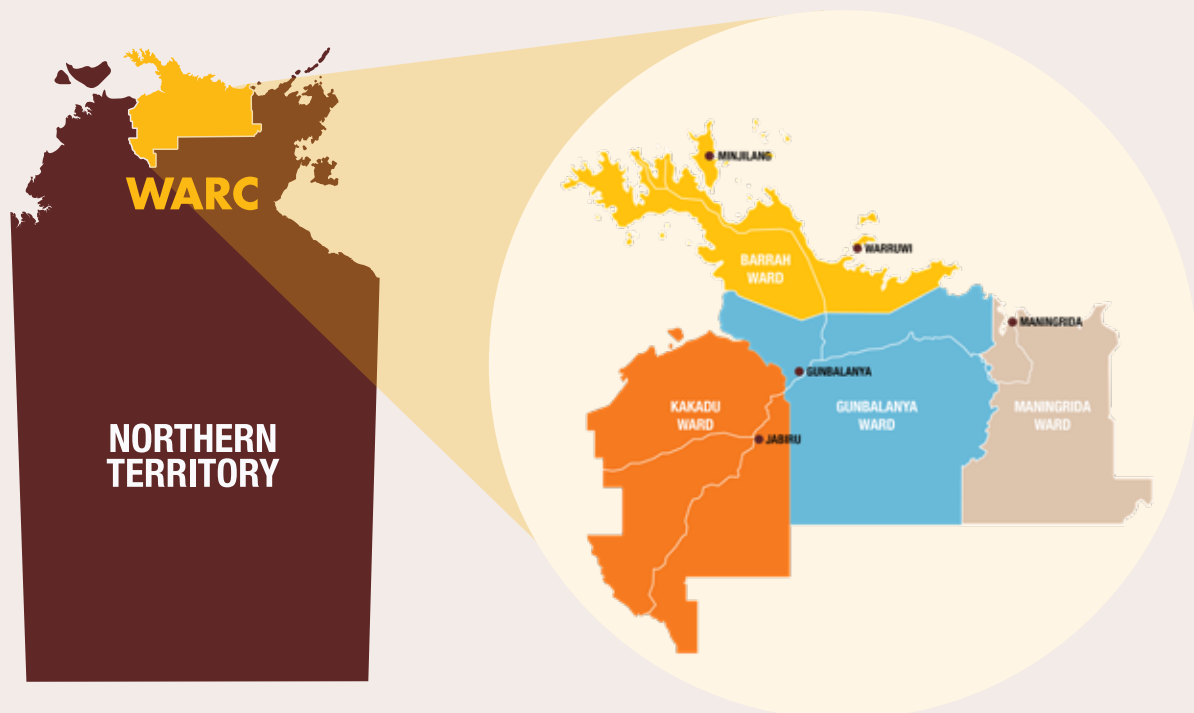 WARC
NORTHERN
TERRITORY
MINJILANG
WARRUWI
BARRAH
WARD
MANINGRIDA
GUNBALANYA
KAKADU
WARD
GUNBALANYA
WARD
MANINGRIDA
WARD
JABIRU